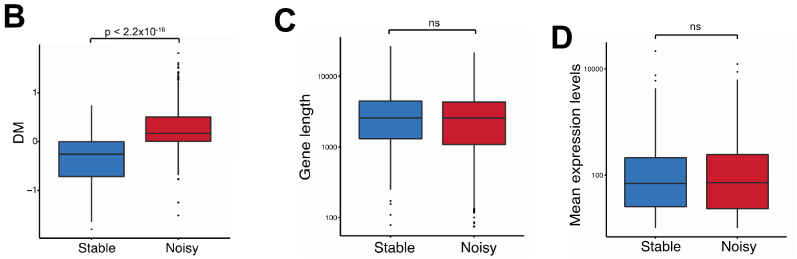 B
p < 2.2x10-16
DM
1
0
−1
Stable Noisy
C
ns
Gene length
10000
1000
100
Stable Noisy
D
ns
Mean expression levels
10000
100
Stable Noisy